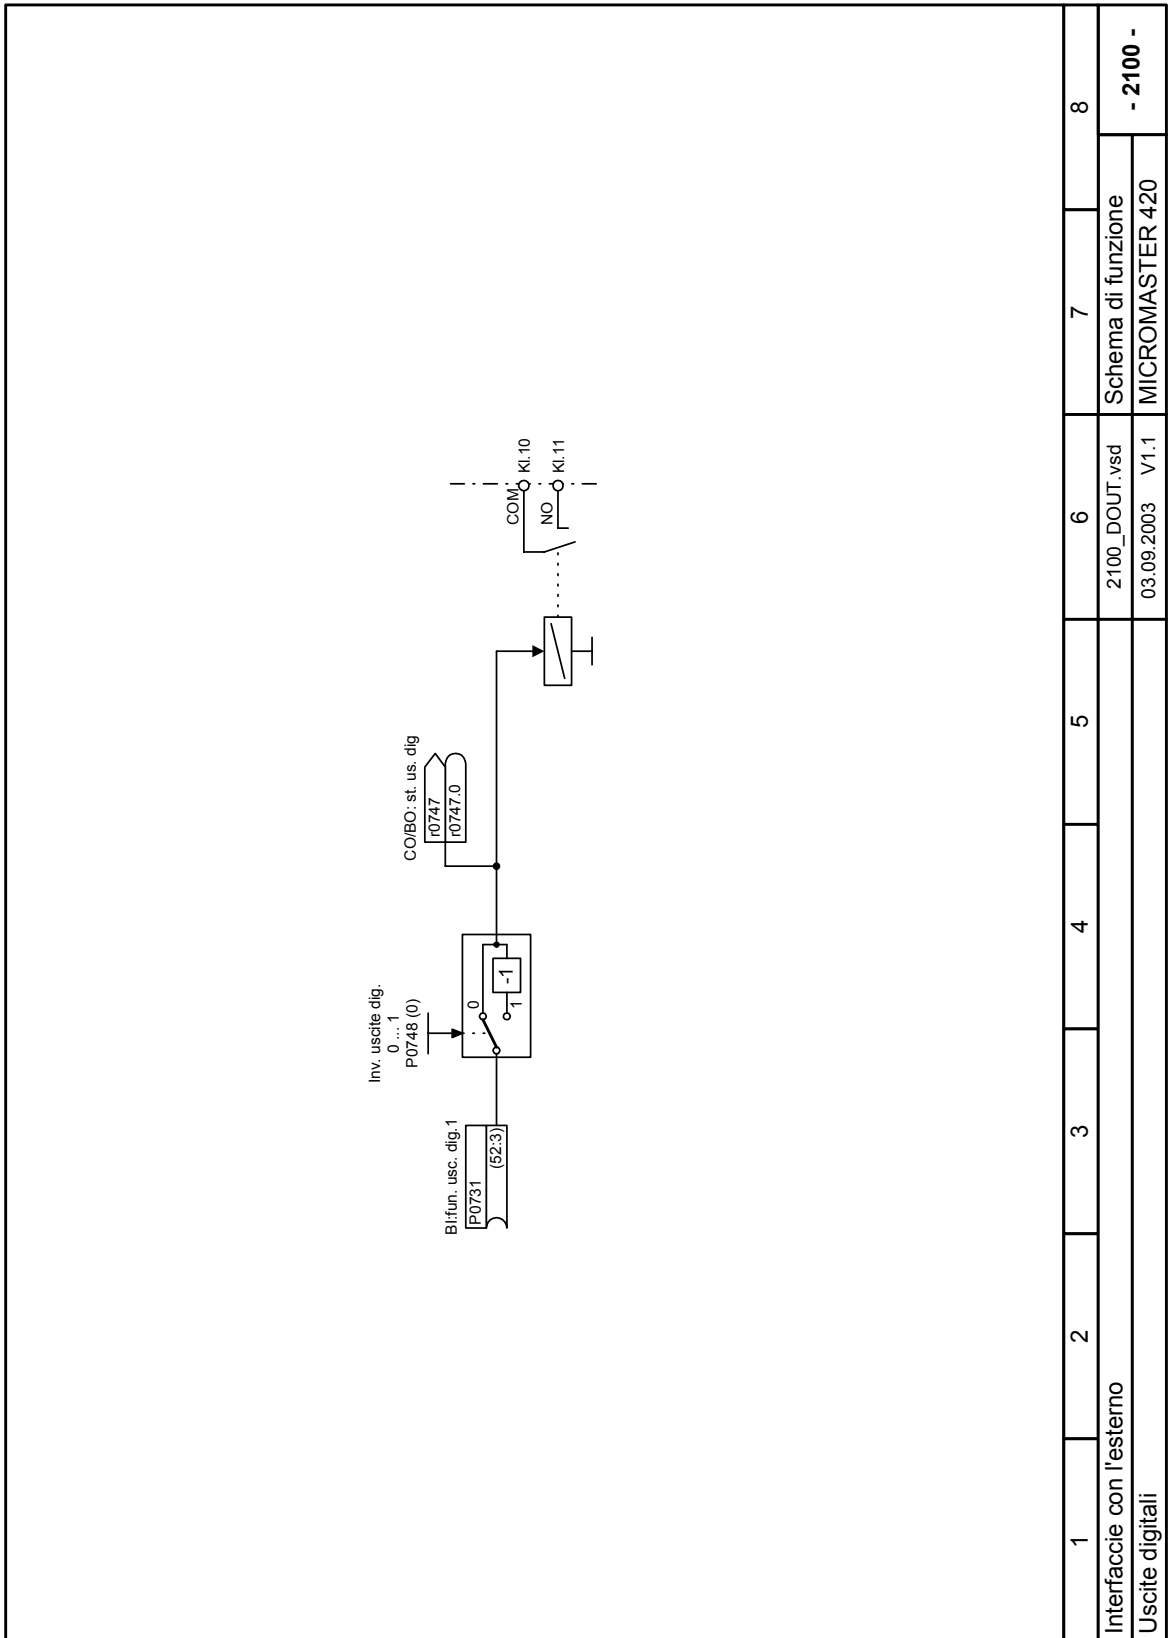 Inv. uscite dig.
0 ... 1
P0748 (0)
BI:fun. usc. dig.1
P0731
(52:3)
0
1
-1
CO/BO: st. us. dig
r0747
r0747.0
COM
Kl.10
NO
Kl.11
1 2 3 4 5 6 7 8
Interfaccie con l'esterno
2100_DOUT.vsd
Schema di funzione
- 2100 -
Uscite digitali
03.09.2003 V1.1
MICROMASTER 420